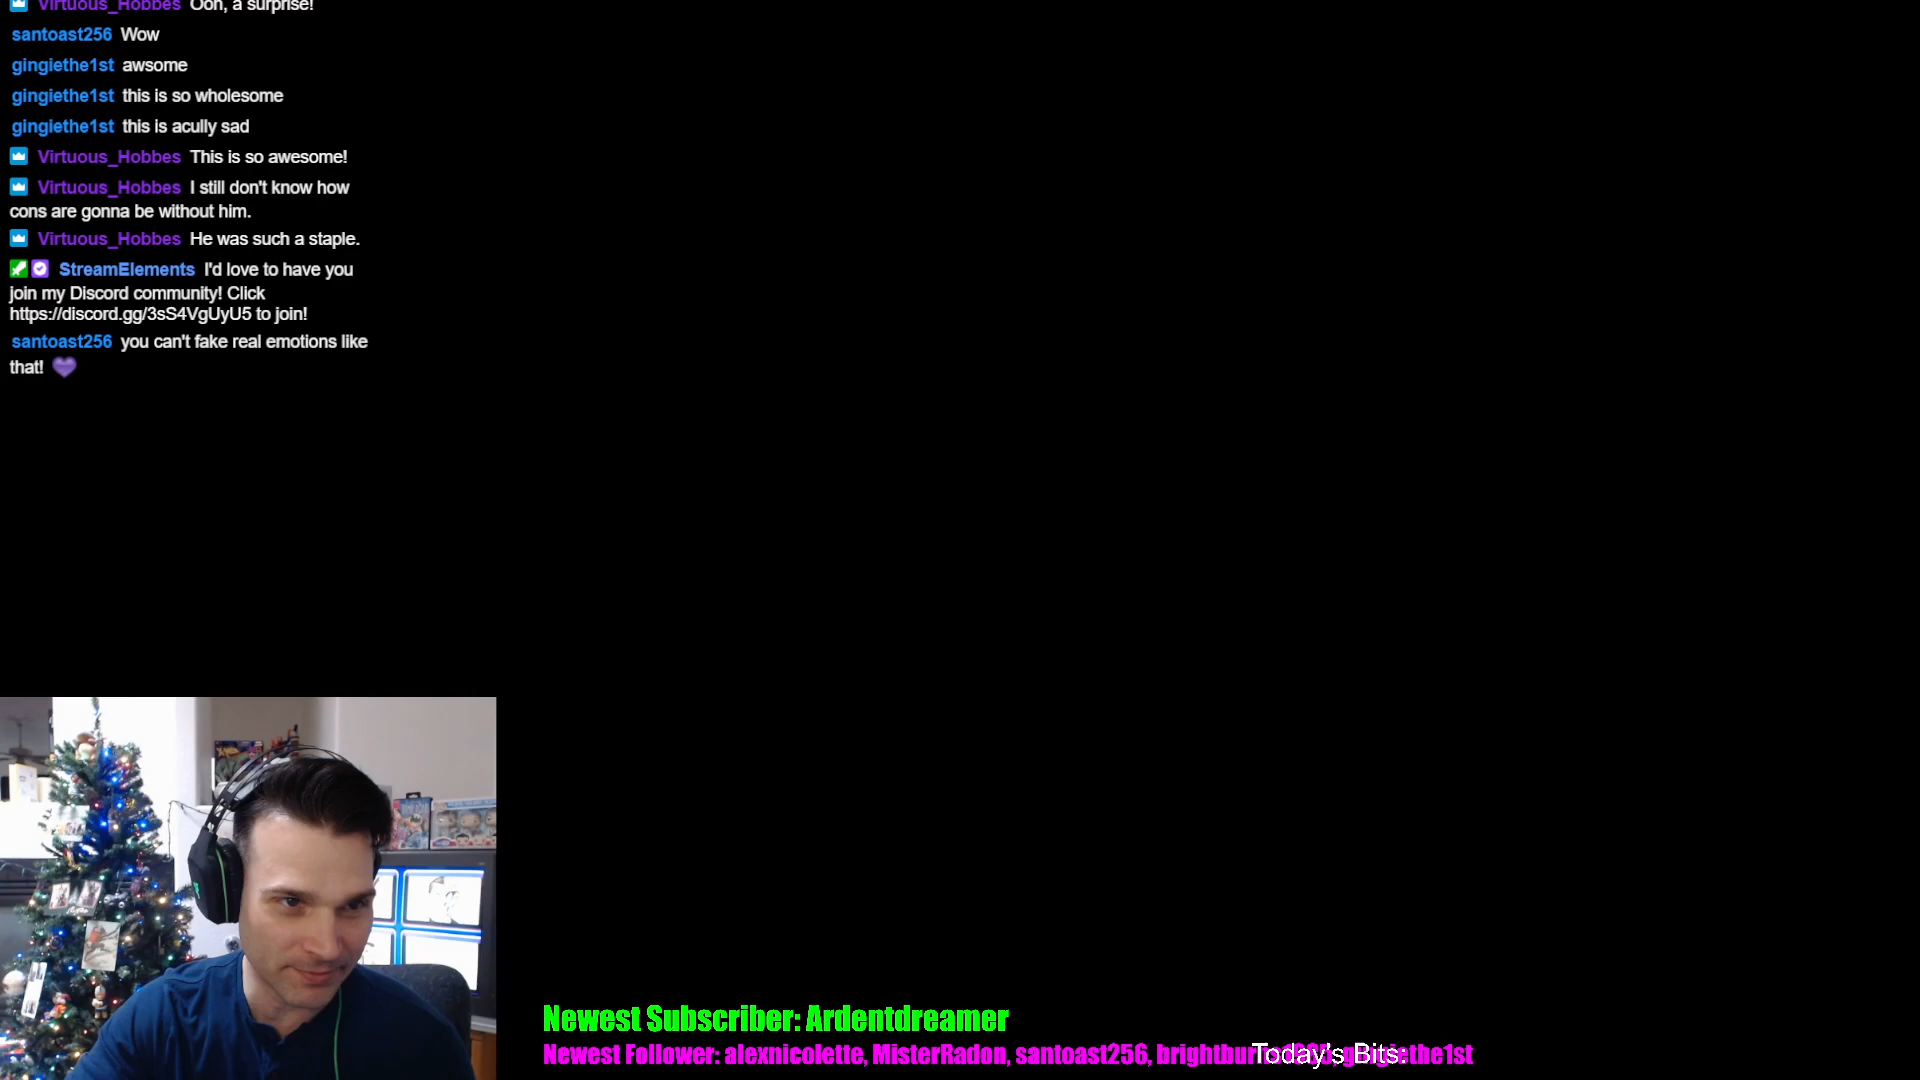 Virtuous_Hobbes Ooh, a surprise!
santoast256 Wow
gingiethe1st awsome
gingiethe1st this is so wholesome
gingiethe1st this is acully sad
Virtuous_Hobbes This is so awesome!
Virtuous_Hobbes I still don't know how
cons are gonna be without him.
Virtuous_Hobbes He was such a staple.
StreamElements I'd love to have you
join my Discord community! Click
https://discord.gg/3sS4VgUyU5 to join!
santoast256 you can't fake real emotions like
that!
Newest Subscriber: Ardentdreamer
Newest Follower: alexnicolette, MisterRadon, santoast256, gingiethe1st
Today's Bits: